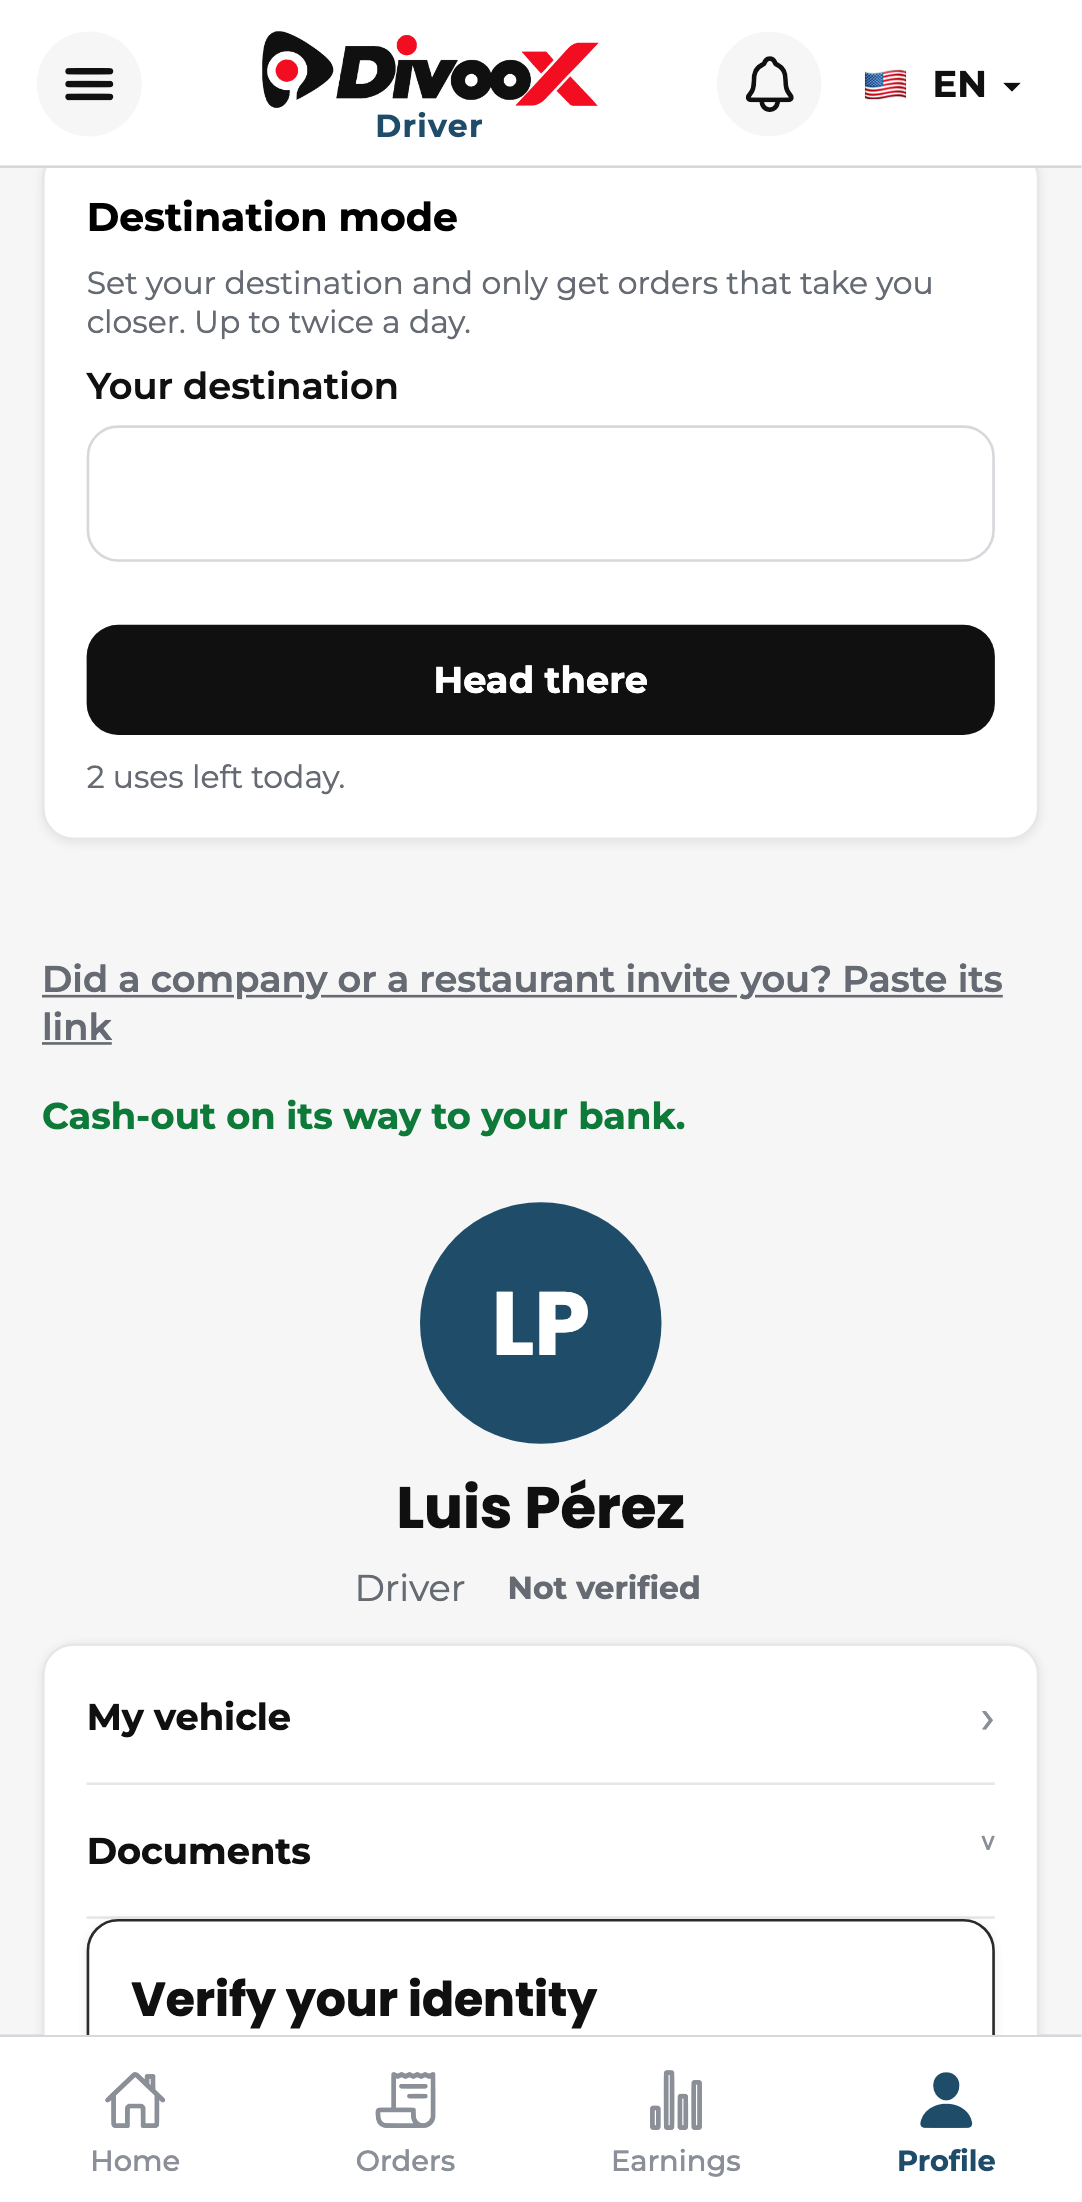 DivooX
Driver
EN
Destination mode
Set your destination and only get orders that take you
closer. Up to twice a day.
Your destination
Head there
2 uses left today.
Did a company or a restaurant invite you? Paste its
link
Cash-out on its way to your bank.
LP
Luis Pérez
Driver Not verified
My vehicle
Documents
Verify your identity
Home Orders Earnings Profile